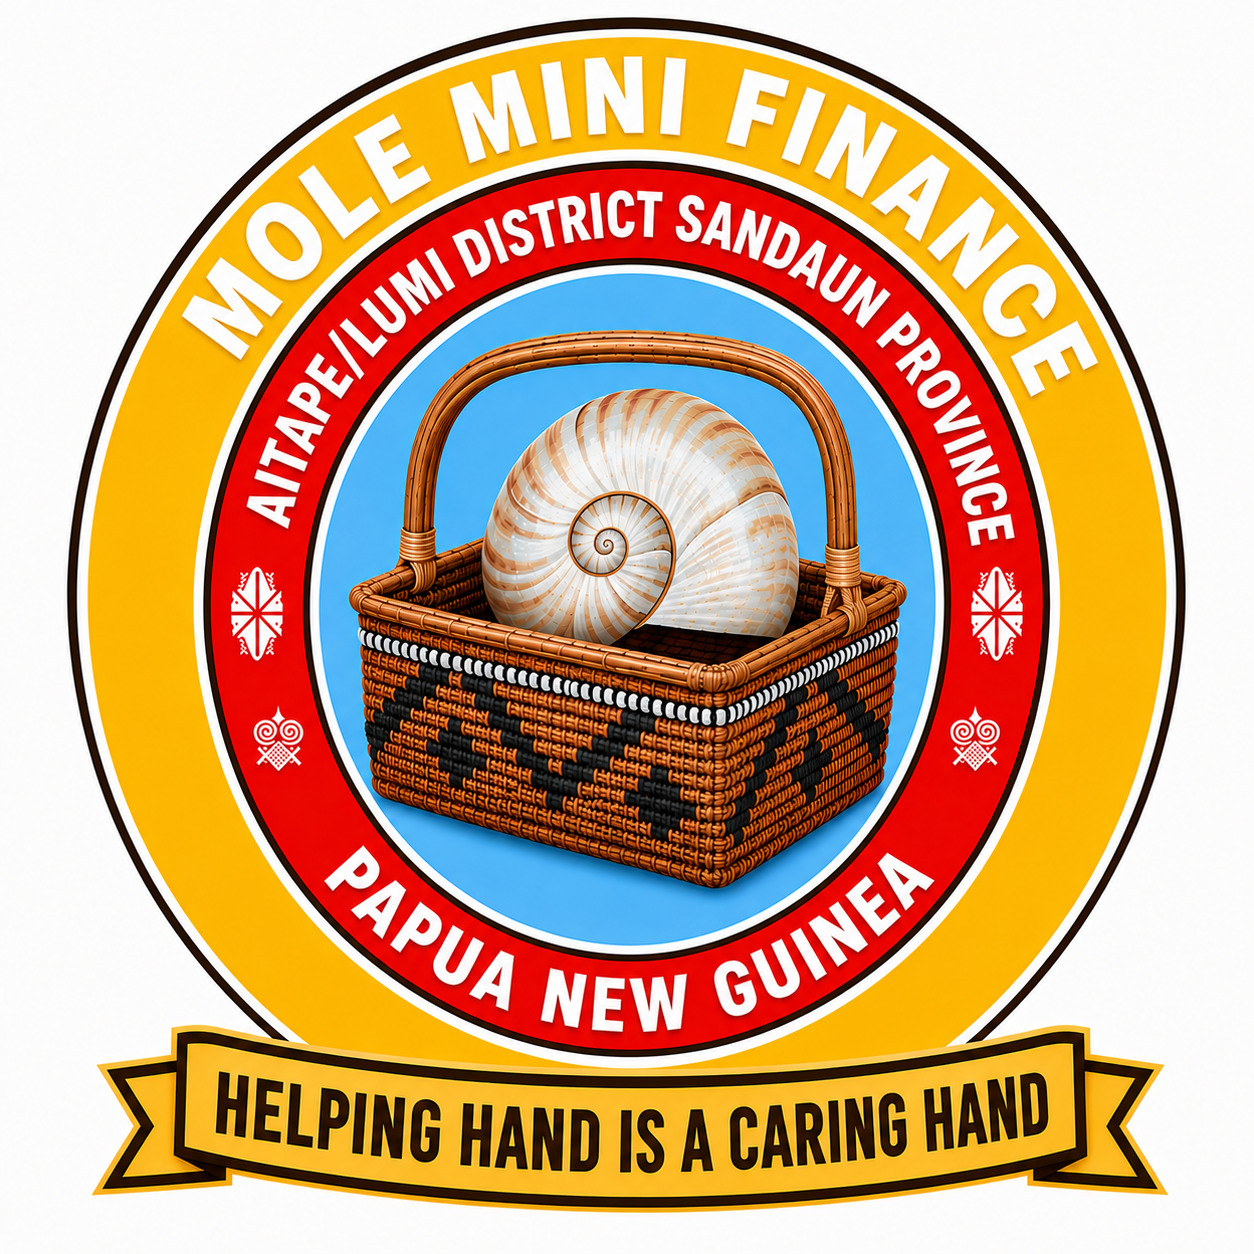 MOLE MINI FINANCE
AITAPE/LUMI DISTRICT SANDAUN PROVINCE
PAPUA NEW GUINEA
HELPING HAND IS A CARING HAND